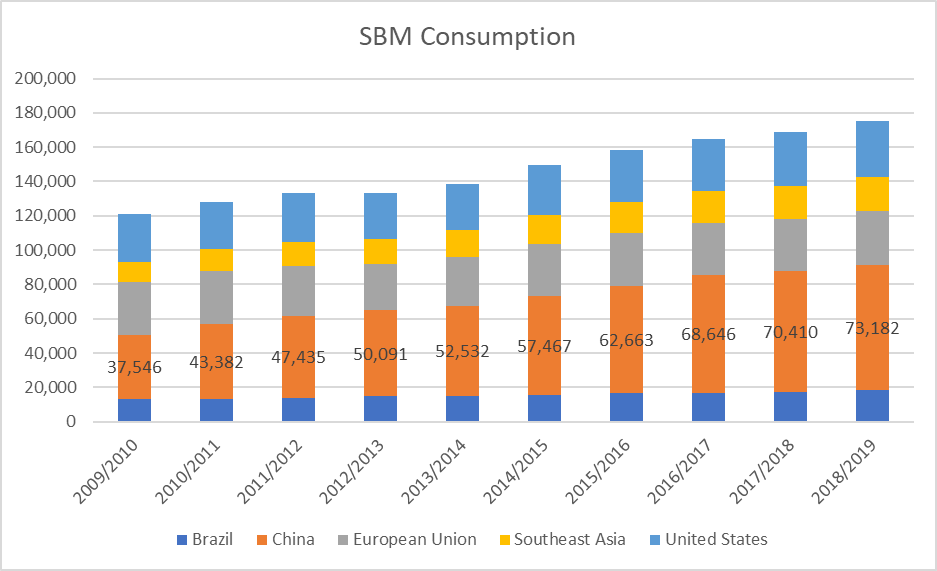 SBM Consumption
200,000
180,000
160,000
140,000
120,000
100,000
80,000
60,000
40,000
20,000
0
37,546 43,382 47,435 50,091 52,532 57,467 62,663 68,646 70,410 73,182
2009/2010 2010/2011 2011/2012 2012/2013 2013/2014 2014/2015 2015/2016 2016/2017 2017/2018 2018/2019
Brazil China European Union Southeast Asia United States